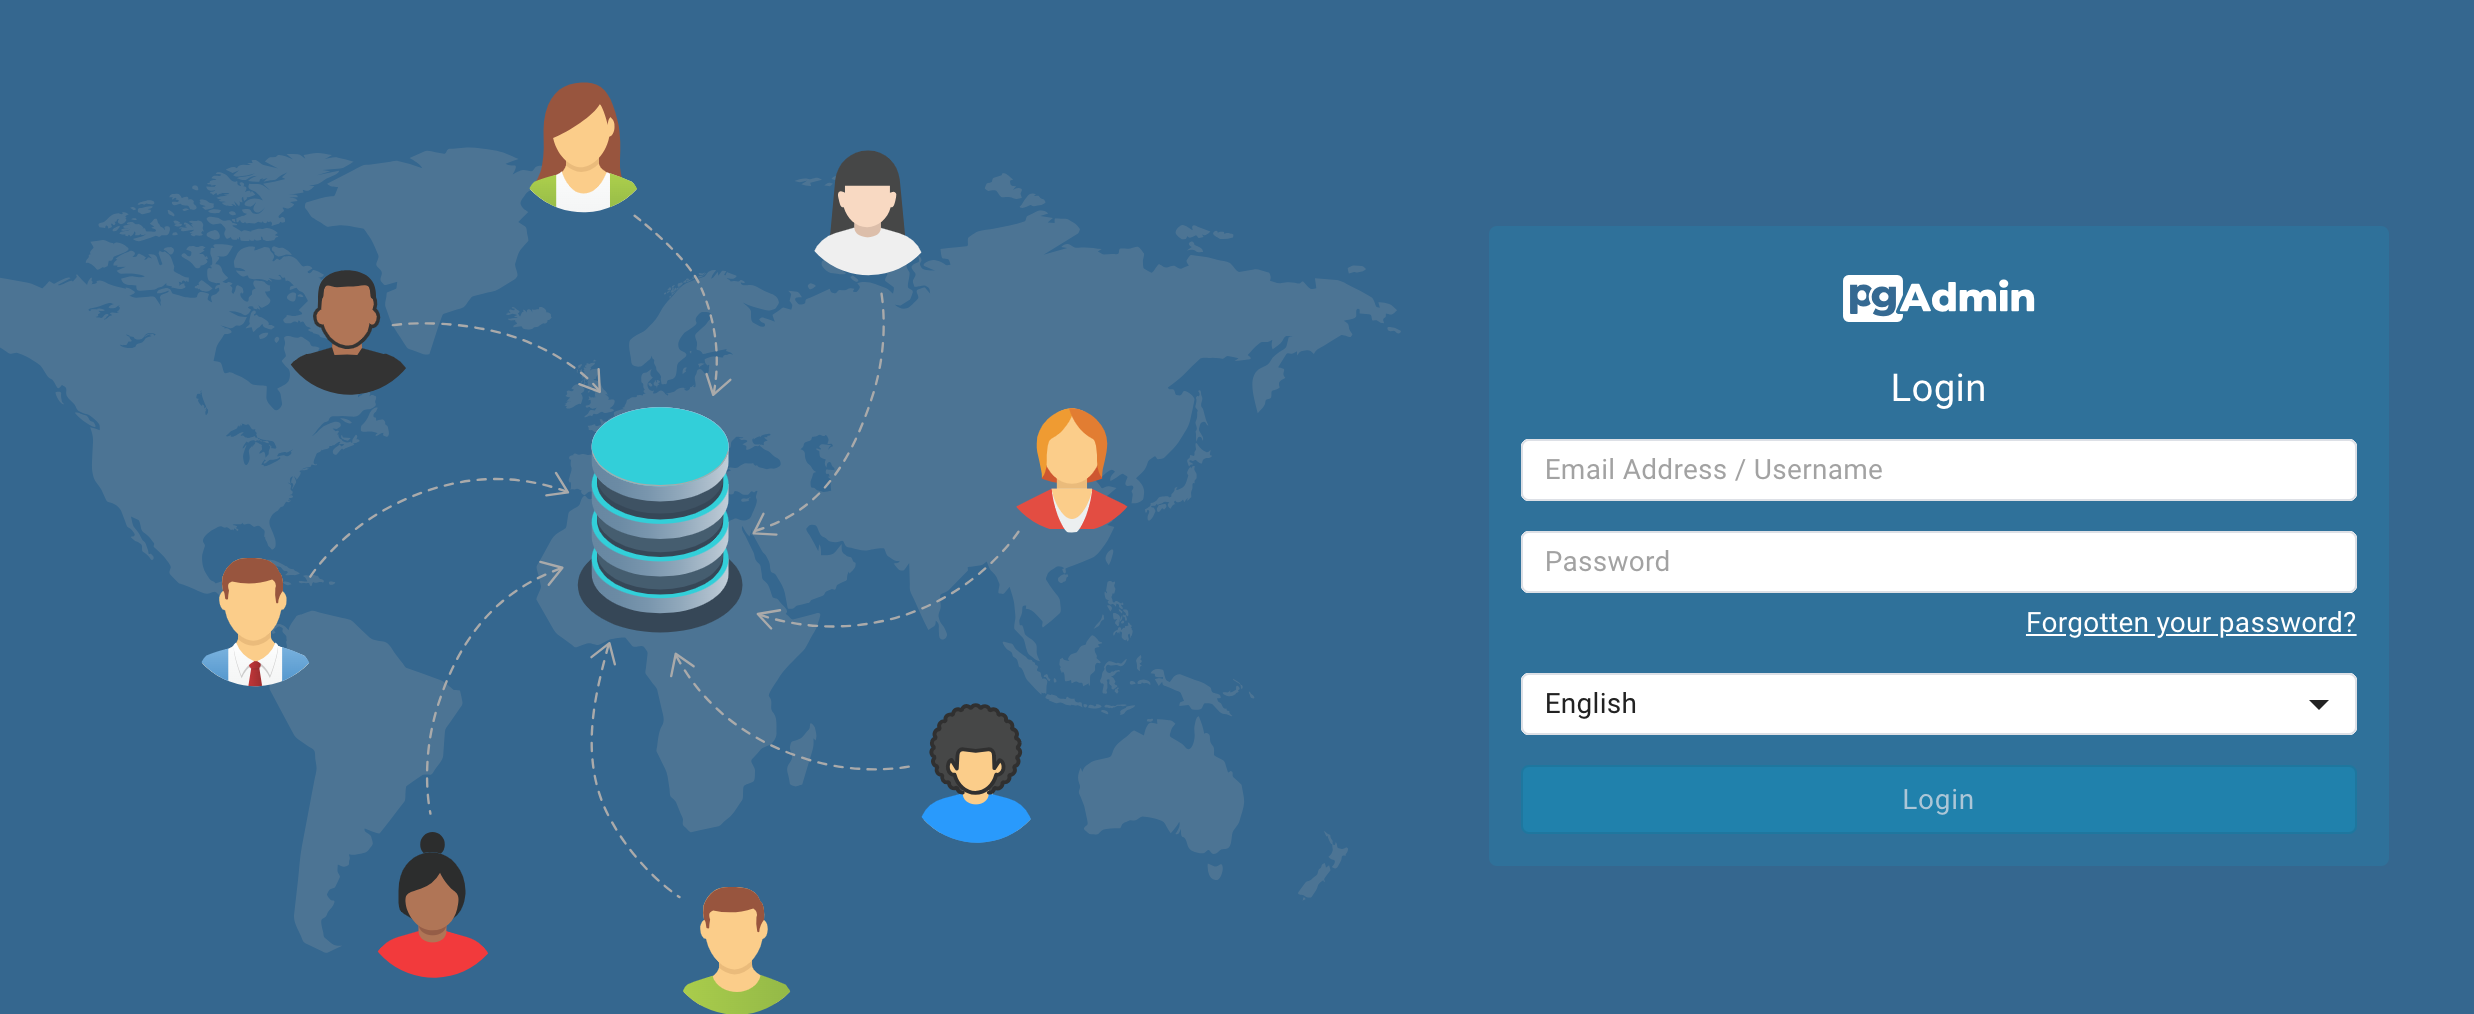 pgAdmin
Login
Email Address / Username
Password
Forgotten your password?
English
Login